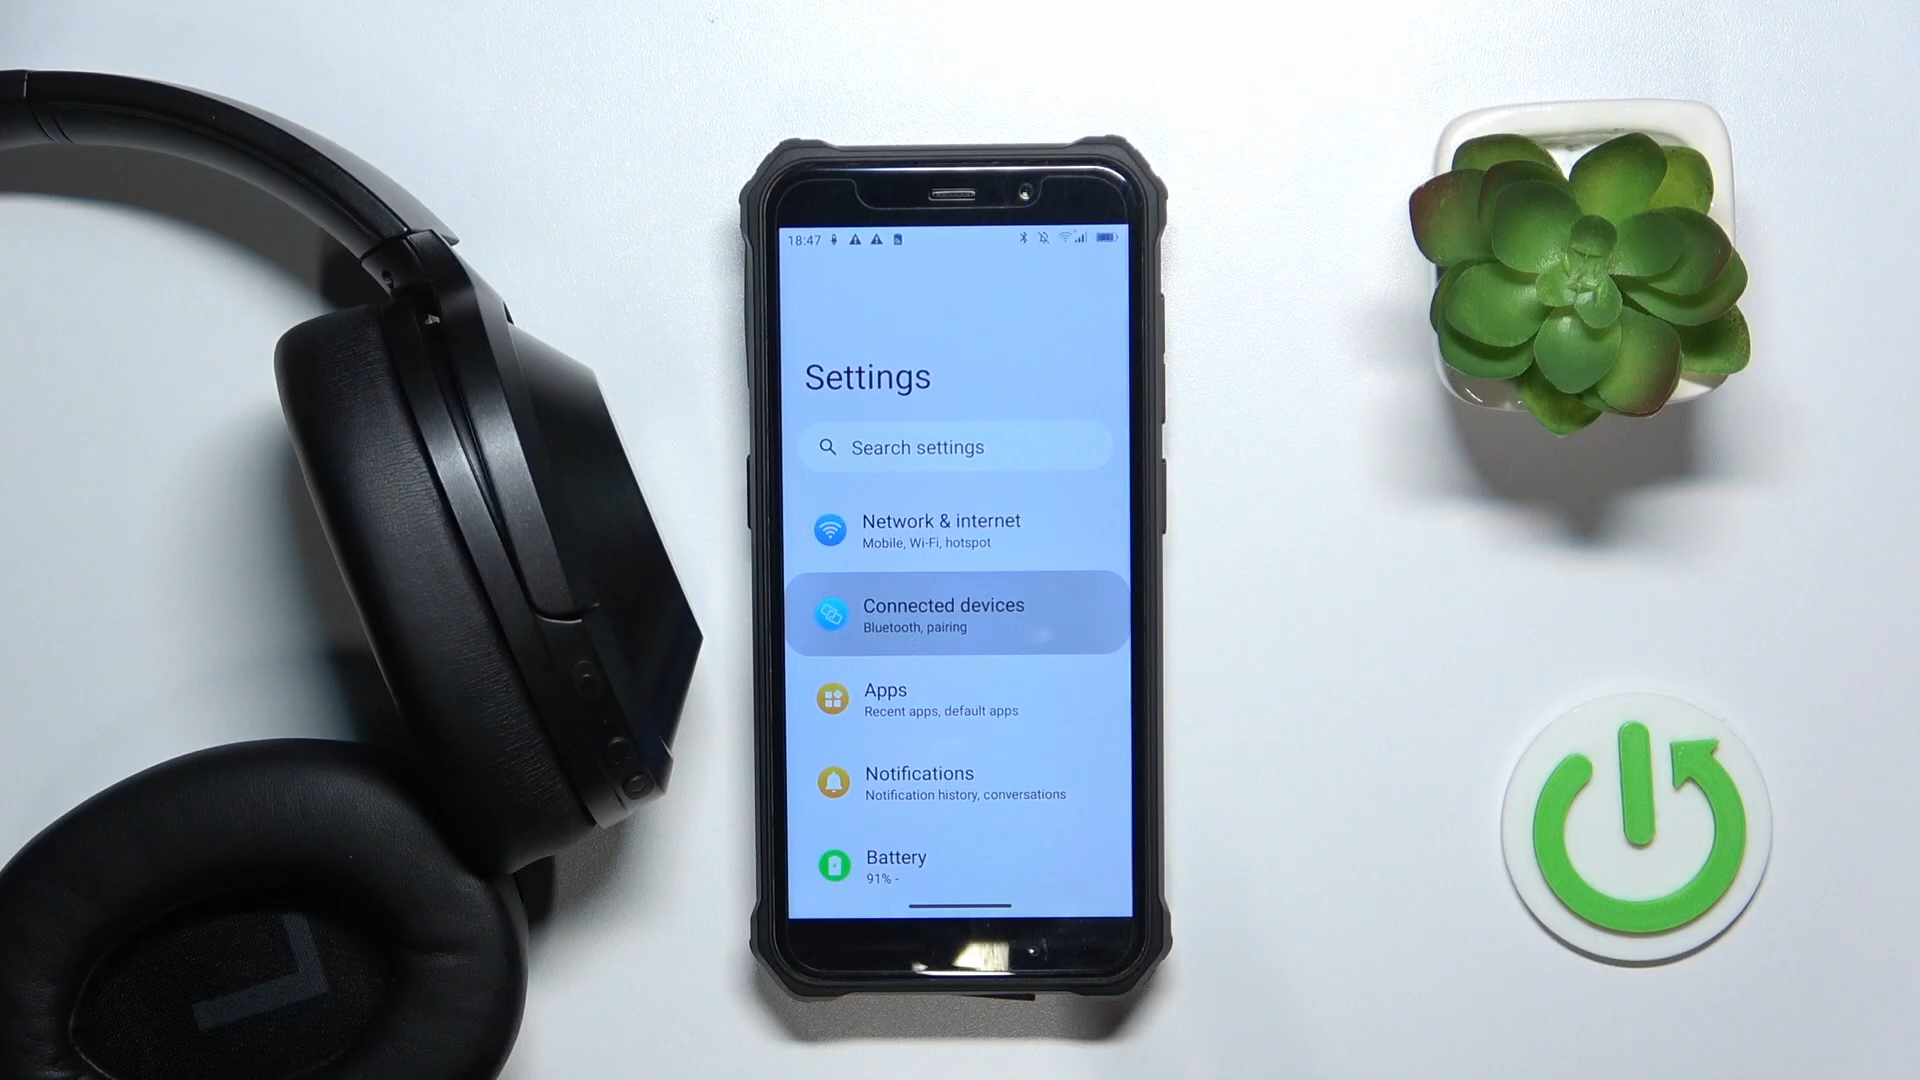 18:47
Settings
Search settings
Network & internet
Mobile, Wi-Fi, hotspot
Connected devices
Bluetooth, pairing
Apps
Recent apps, default apps
Notifications
Notification history, conversations
Battery
91% -
L